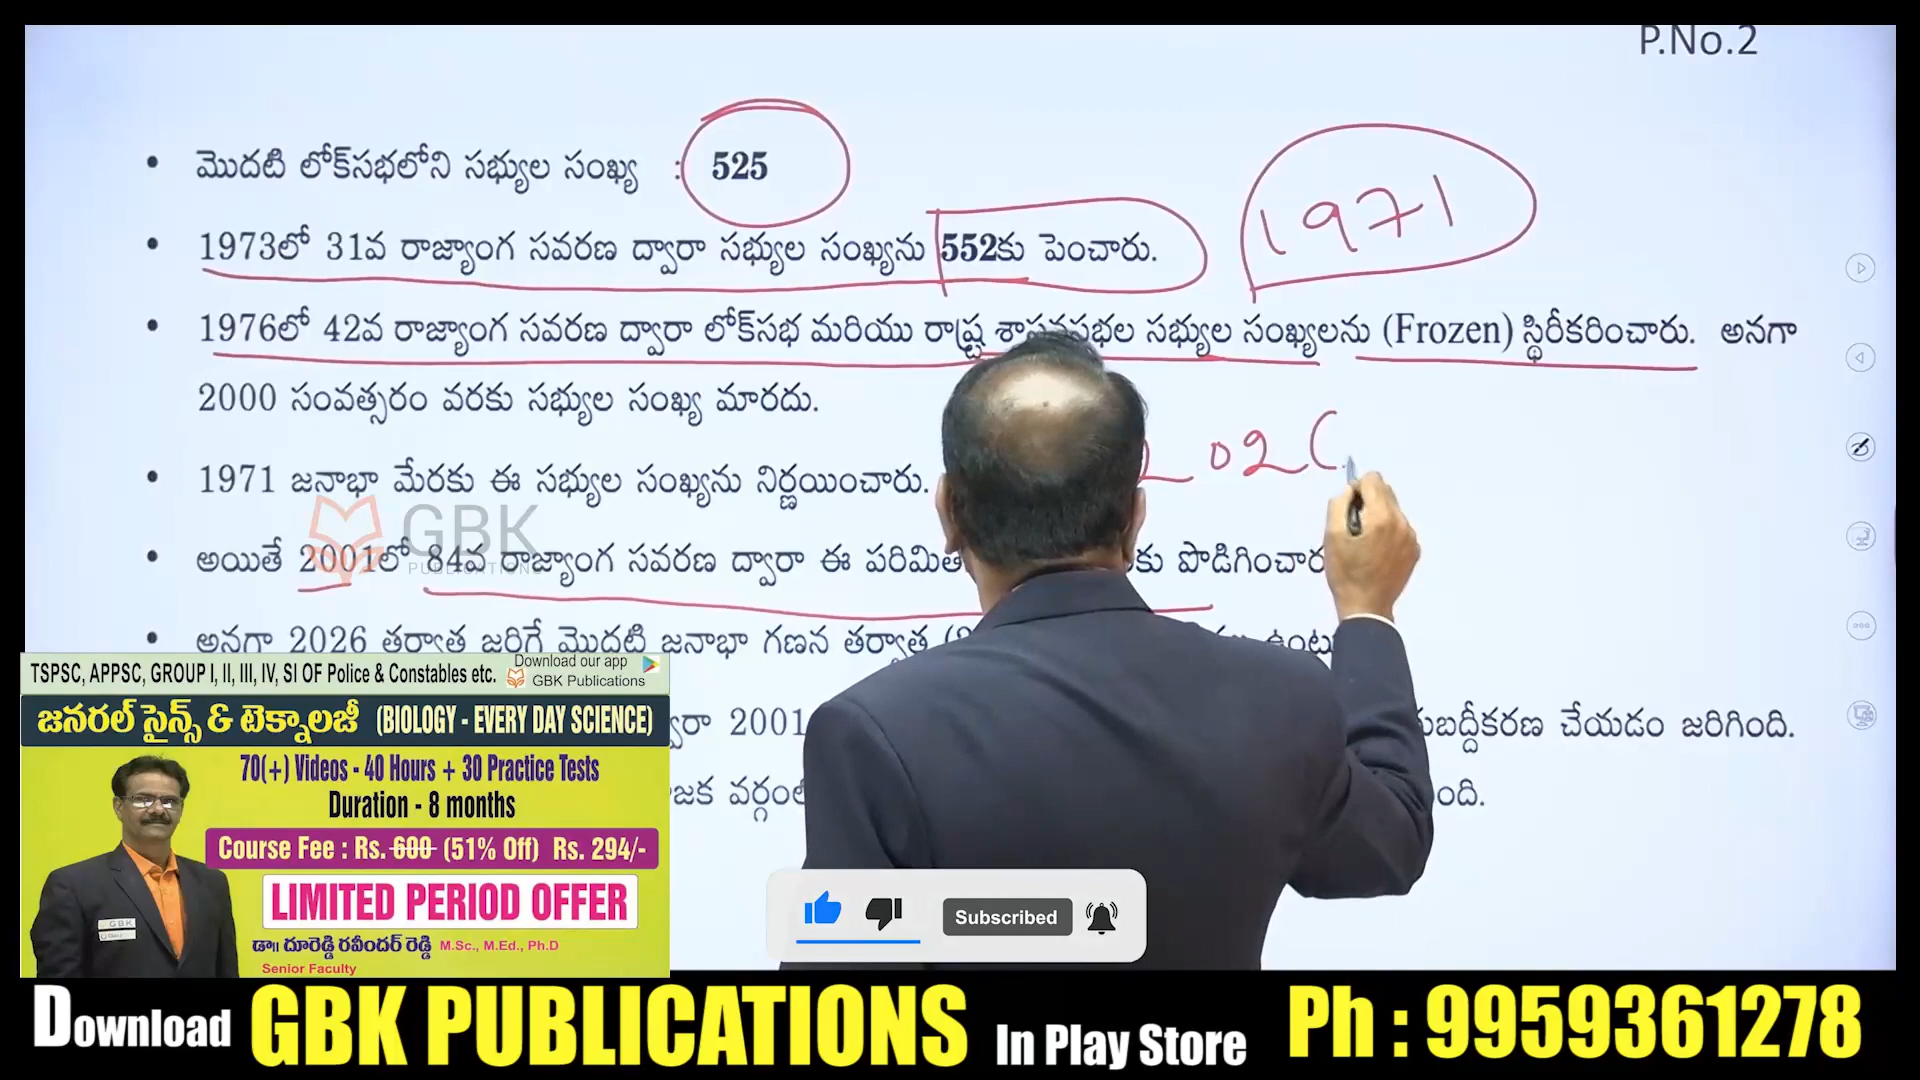 P.No.2
• మొదటి లోక్‌సభలోని సభ్యుల సంఖ్య : 525
• 1973లో 31వ రాజ్యాంగ సవరణ ద్వారా సభ్యుల సంఖ్యను 552కు పెంచారు.
1971
• 1976లో 42వ రాజ్యాంగ సవరణ ద్వారా లోక్‌సభ మరియు రాష్ట్ర శాసనసభల సభ్యుల సంఖ్యలను (Frozen) స్థిరీకరించారు. అనగా
2000 సంవత్సరం వరకు సభ్యుల సంఖ్య మారదు.
202
• 1971 జనాభా మేరకు ఈ సభ్యుల సంఖ్యను నిర్ణయించారు.
GBK
PUBLICATIONS
• అయితే 2001లో 84వ రాజ్యాంగ సవరణ ద్వారా ఈ పరిమితి కు పొడిగించార
• అనగా 2026 తర్వాత జరిగే మొదటి జనాభా గణన తర్వాత ఉంటు
2001 చేయడం జరిగింది.
TSPSC, APPSC, GROUP I, II, III, IV, SI OF Police & Constables etc.
Download our app
GBK Publications
జనరల్ సైన్స్ & టెక్నాలజీ (BIOLOGY - EVERY DAY SCIENCE)
70(+) Videos - 40 Hours + 30 Practice Tests
Duration - 8 months
Course Fee : Rs. 600 (51% Off) Rs. 294/-
LIMITED PERIOD OFFER
డా॥ దూరెడ్డి రవీందర్ రెడ్డి M.Sc., M.Ed., Ph.D
Senior Faculty
GBK
Subscribed
Download GBK PUBLICATIONS In Play Store Ph : 9959361278